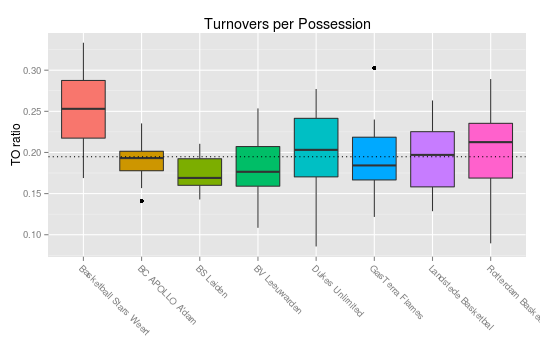 Turnovers per Possession
TO ratio
0.30
0.25
0.20
0.15
0.10
Basketball Stars Weert
BC APOLLO A'dam
BS Leiden
BV Leeuwarden
Dukes Unlimited
GasTerra Flames
Landstede Basketbal
Rotterdam Baske